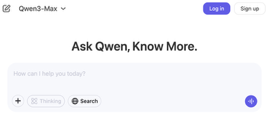 Qwen3-Max
Log in
Sign up
Ask Qwen, Know More.
How can I help you today?
Thinking
Search